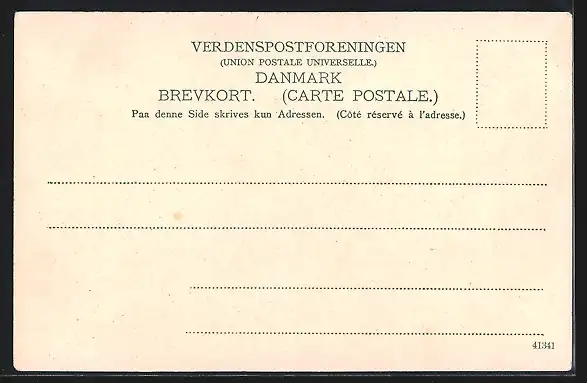 VERDENSPOSTFORENINGEN
(UNION POSTALE UNIVERSELLE.)
DANMARK
BREVKORT. (CARTE POSTALE.)
Paa denne Side skrives kun Adressen. (Côté réservé à l'adresse.)
41341